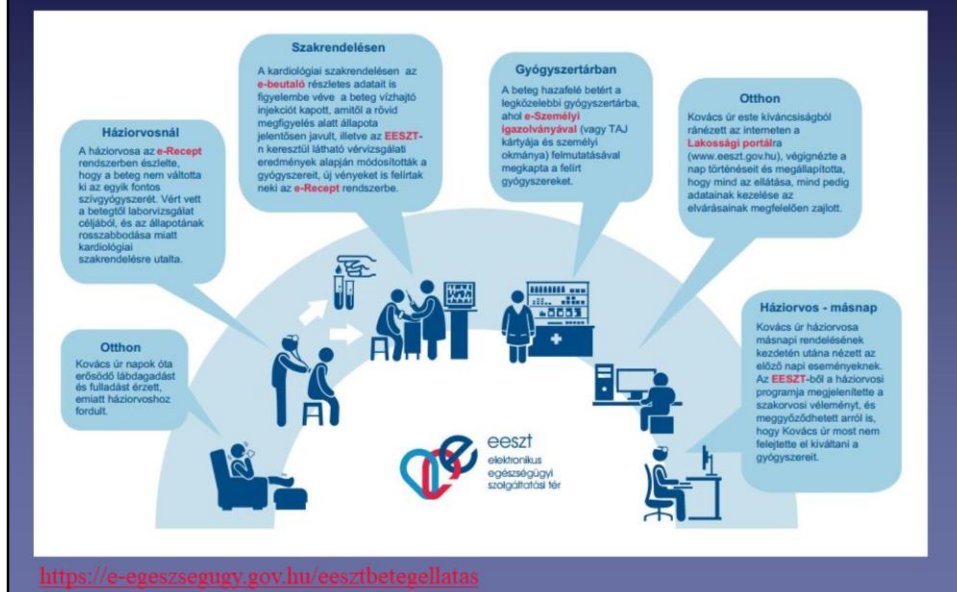 Otthon
Kovács úr napok óta
erősödő lábdagadást
és fulladást érzett,
emiatt háziorvoshoz
fordult.
Háziorvosnál
A háziorvosa az e-Recept
rendszerben észlelte,
hogy a beteg nem váltotta
ki az egyik fontos
szívgyógyszerét. Vért vett
a betegtől laborvizsgálat
céljából, és az állapotának
rosszabbodása miatt
kardiológiai
szakrendelésre utalta.
Szakrendelésen
A kardiológiai szakrendelésen az
e-beutaló részletes adatait is
figyelembe véve a beteg vízhajtó
injekciót kapott, amitől a rövid
megfigyelés alatt állapota
jelentősen javult, illetve az EESZT-
n keresztül látható vérvizsgálati
eredmények alapján módosították a
gyógyszereit, új vényeket is felírtak
neki az e-Recept rendszerbe.
Gyógyszertárban
A beteg hazafelé betért a
legközelebbi gyógyszertárba,
ahol e-Személyi
igazolványával (vagy TAJ
kártyája és személyi
okmánya) felmutatásával
megkapta a felírt
gyógyszereket.
Otthon
Kovács úr este kíváncsiságból
ránézett az interneten a
Lakossági portálra
(www.eeszt.gov.hu), végignézte a
nap történéseit és megállapította,
hogy mind az ellátása, mind pedig
adatainak kezelése az
elvárásainak megfelelően zajlott.
Háziorvos - másnap
Kovács úr háziorvosa
másnapi rendelésének
kezdetén utána nézett az
előző napi eseményeknek.
Az EESZT-ből a háziorvosi
programja megjelenítette a
szakorvosi véleményt, és
meggyőződhetett arról is,
hogy Kovács úr most nem
felejtette el kiváltani a
gyógyszereit.
eeszt
elektronikus
egészségügyi
szolgáltatási tér
https://e-egeszsegugy.gov.hu/eesztbetegellatas